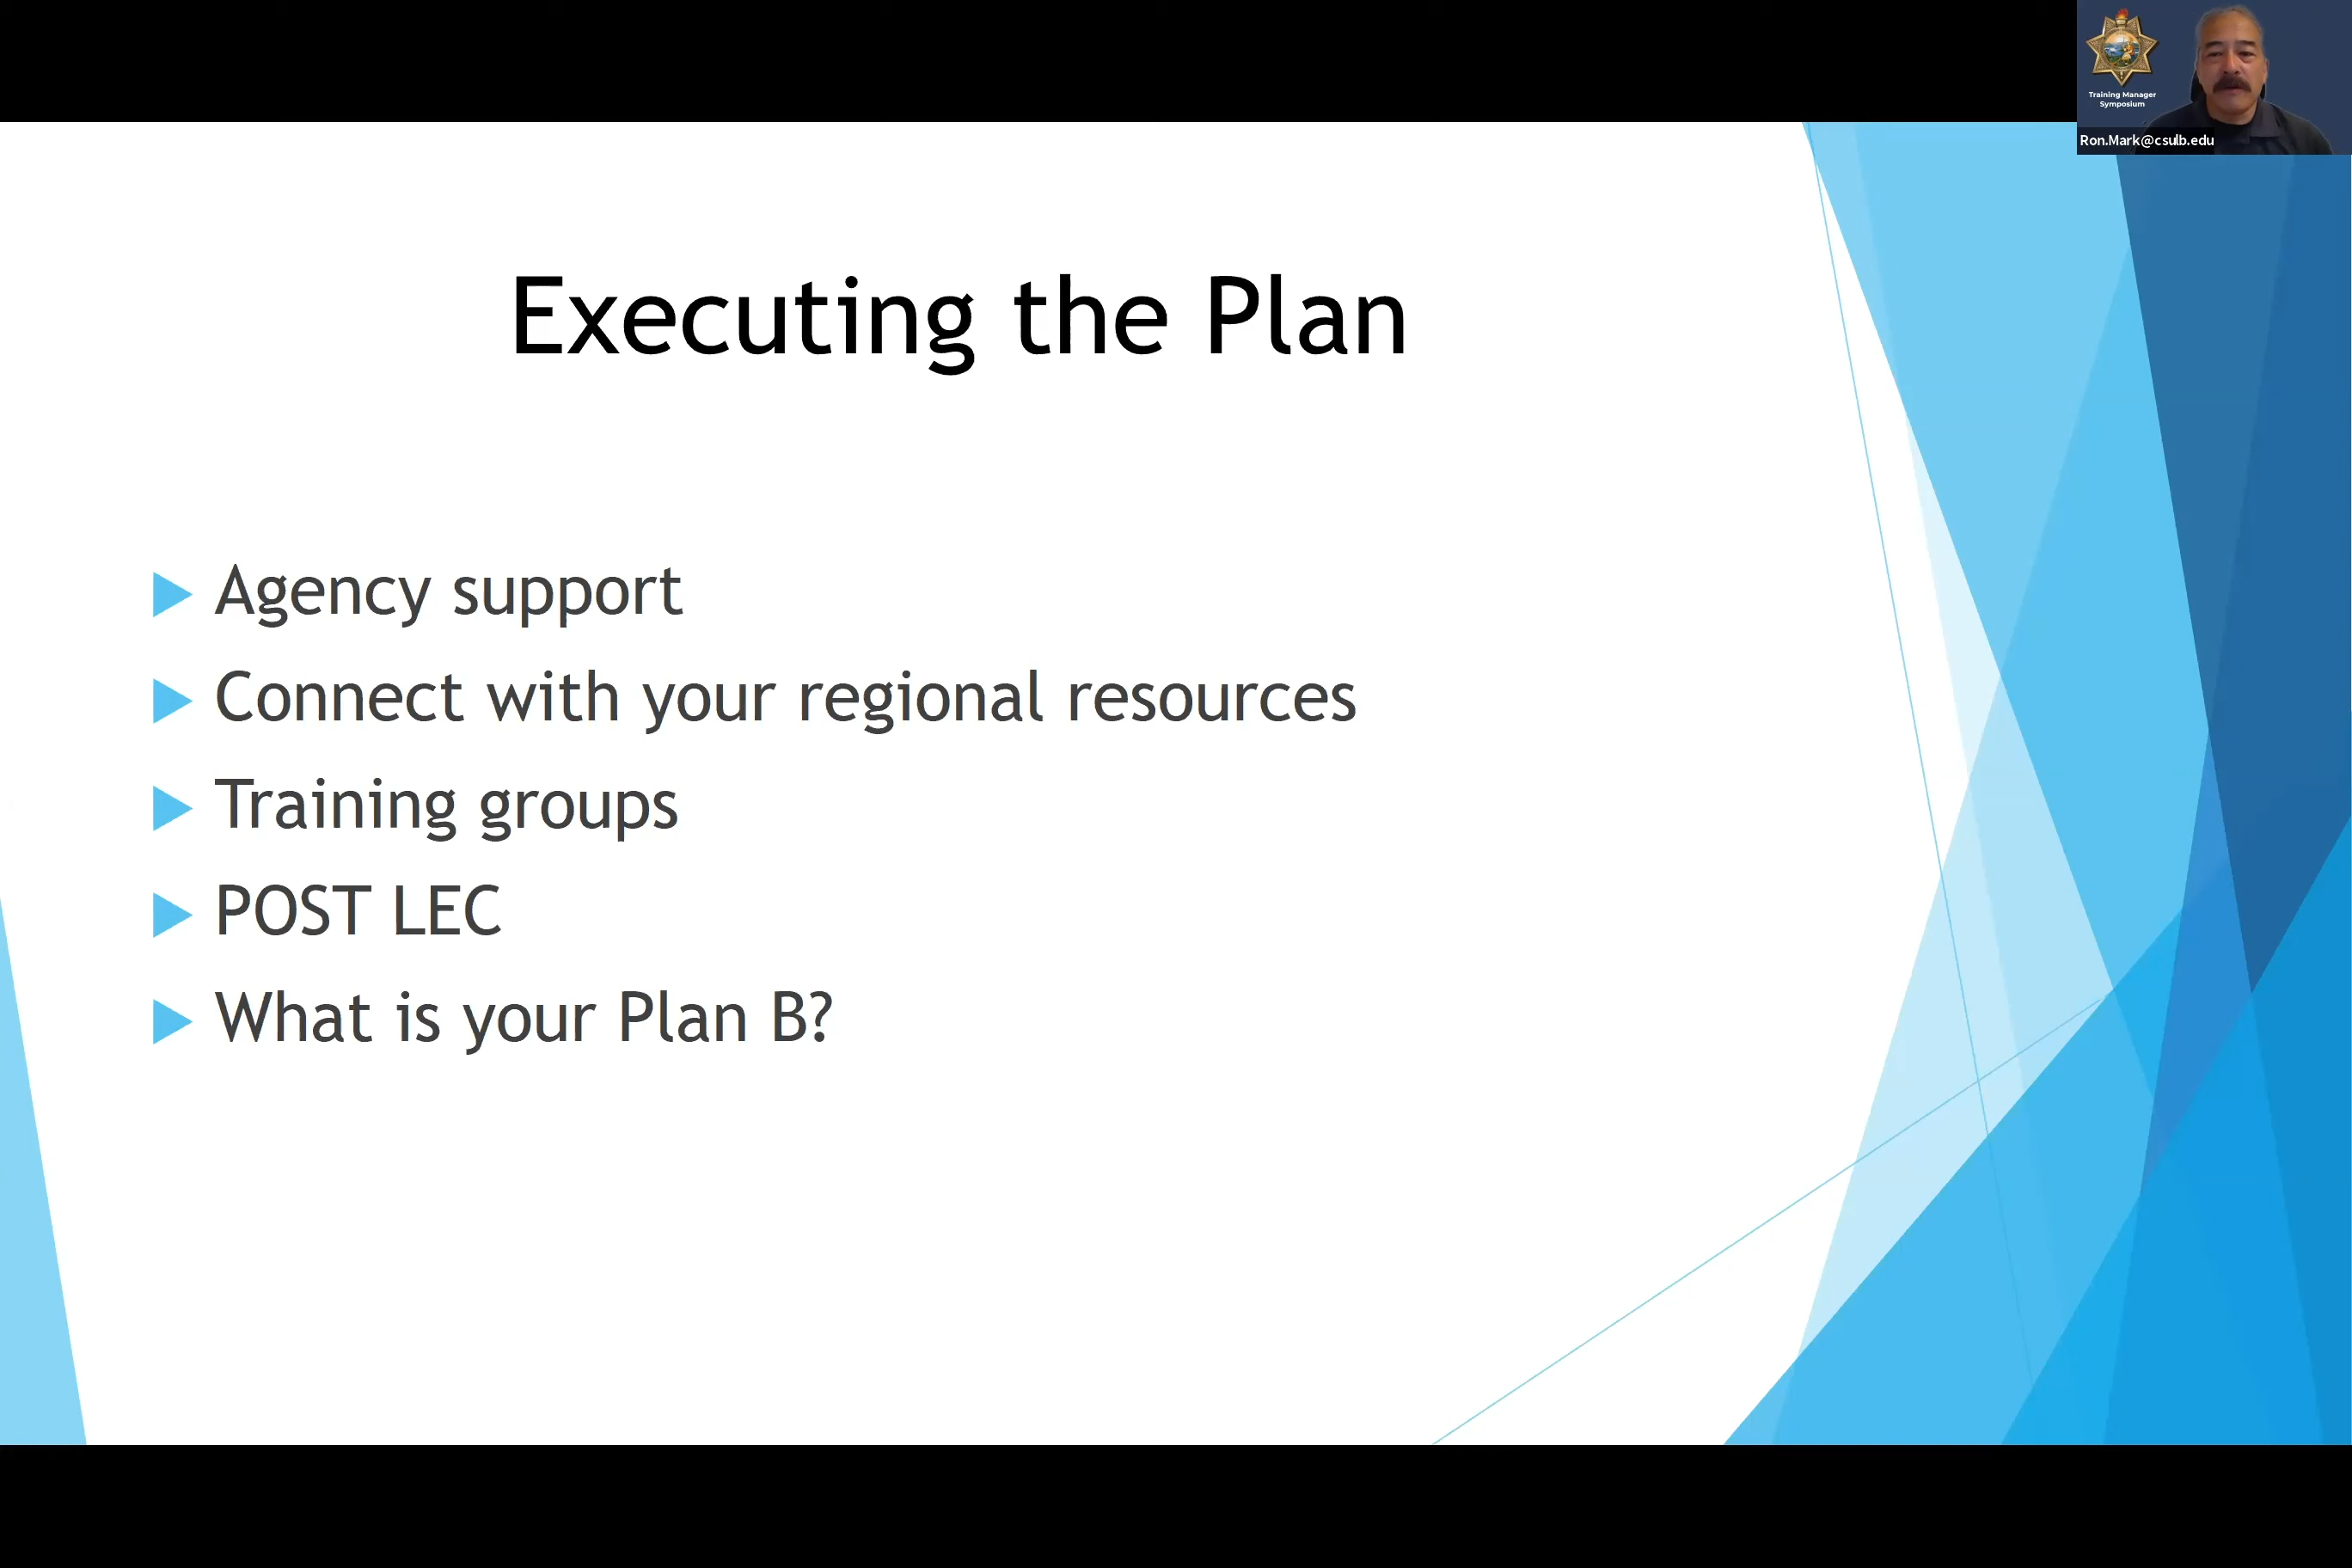 Training Manager
Symposium
Ron.Mark@csulb.edu
Executing the Plan
Agency support
Connect with your regional resources
Training groups
POST LEC
What is your Plan B?